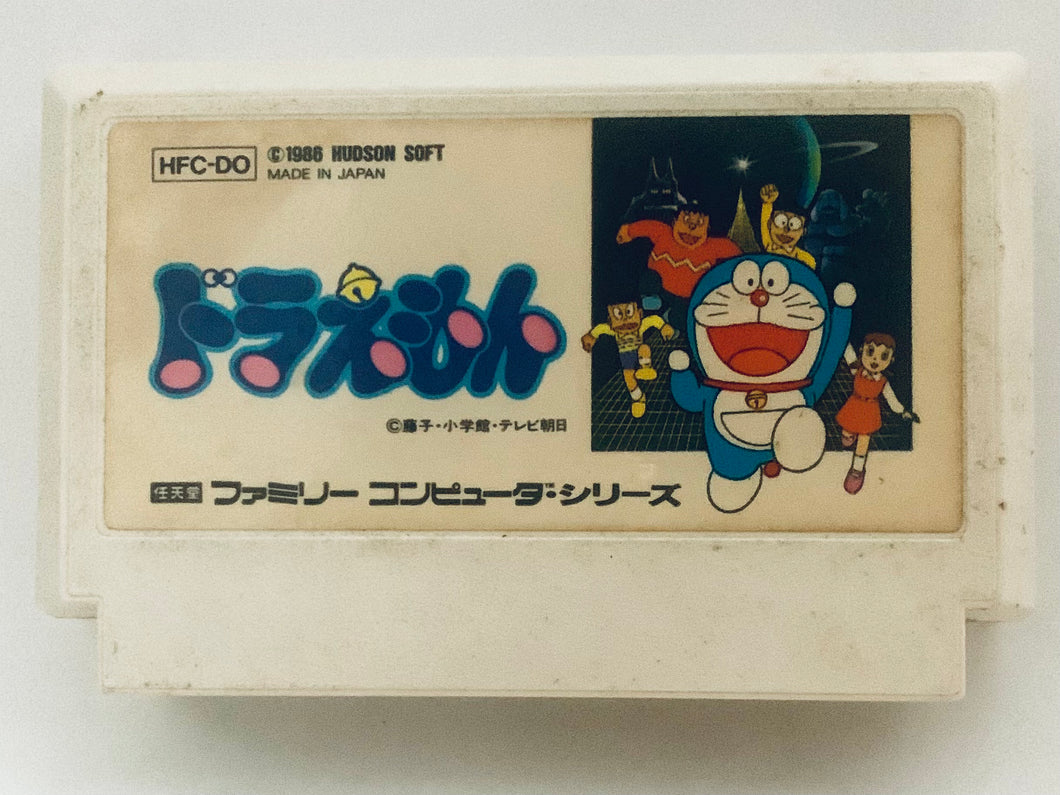 HFC-DO
©1986 HUDSON SOFT
MADE IN JAPAN
ドラえもん
©藤子・小学館・テレビ朝日
任天堂 ファミリー コンピュータ™・シリーズ